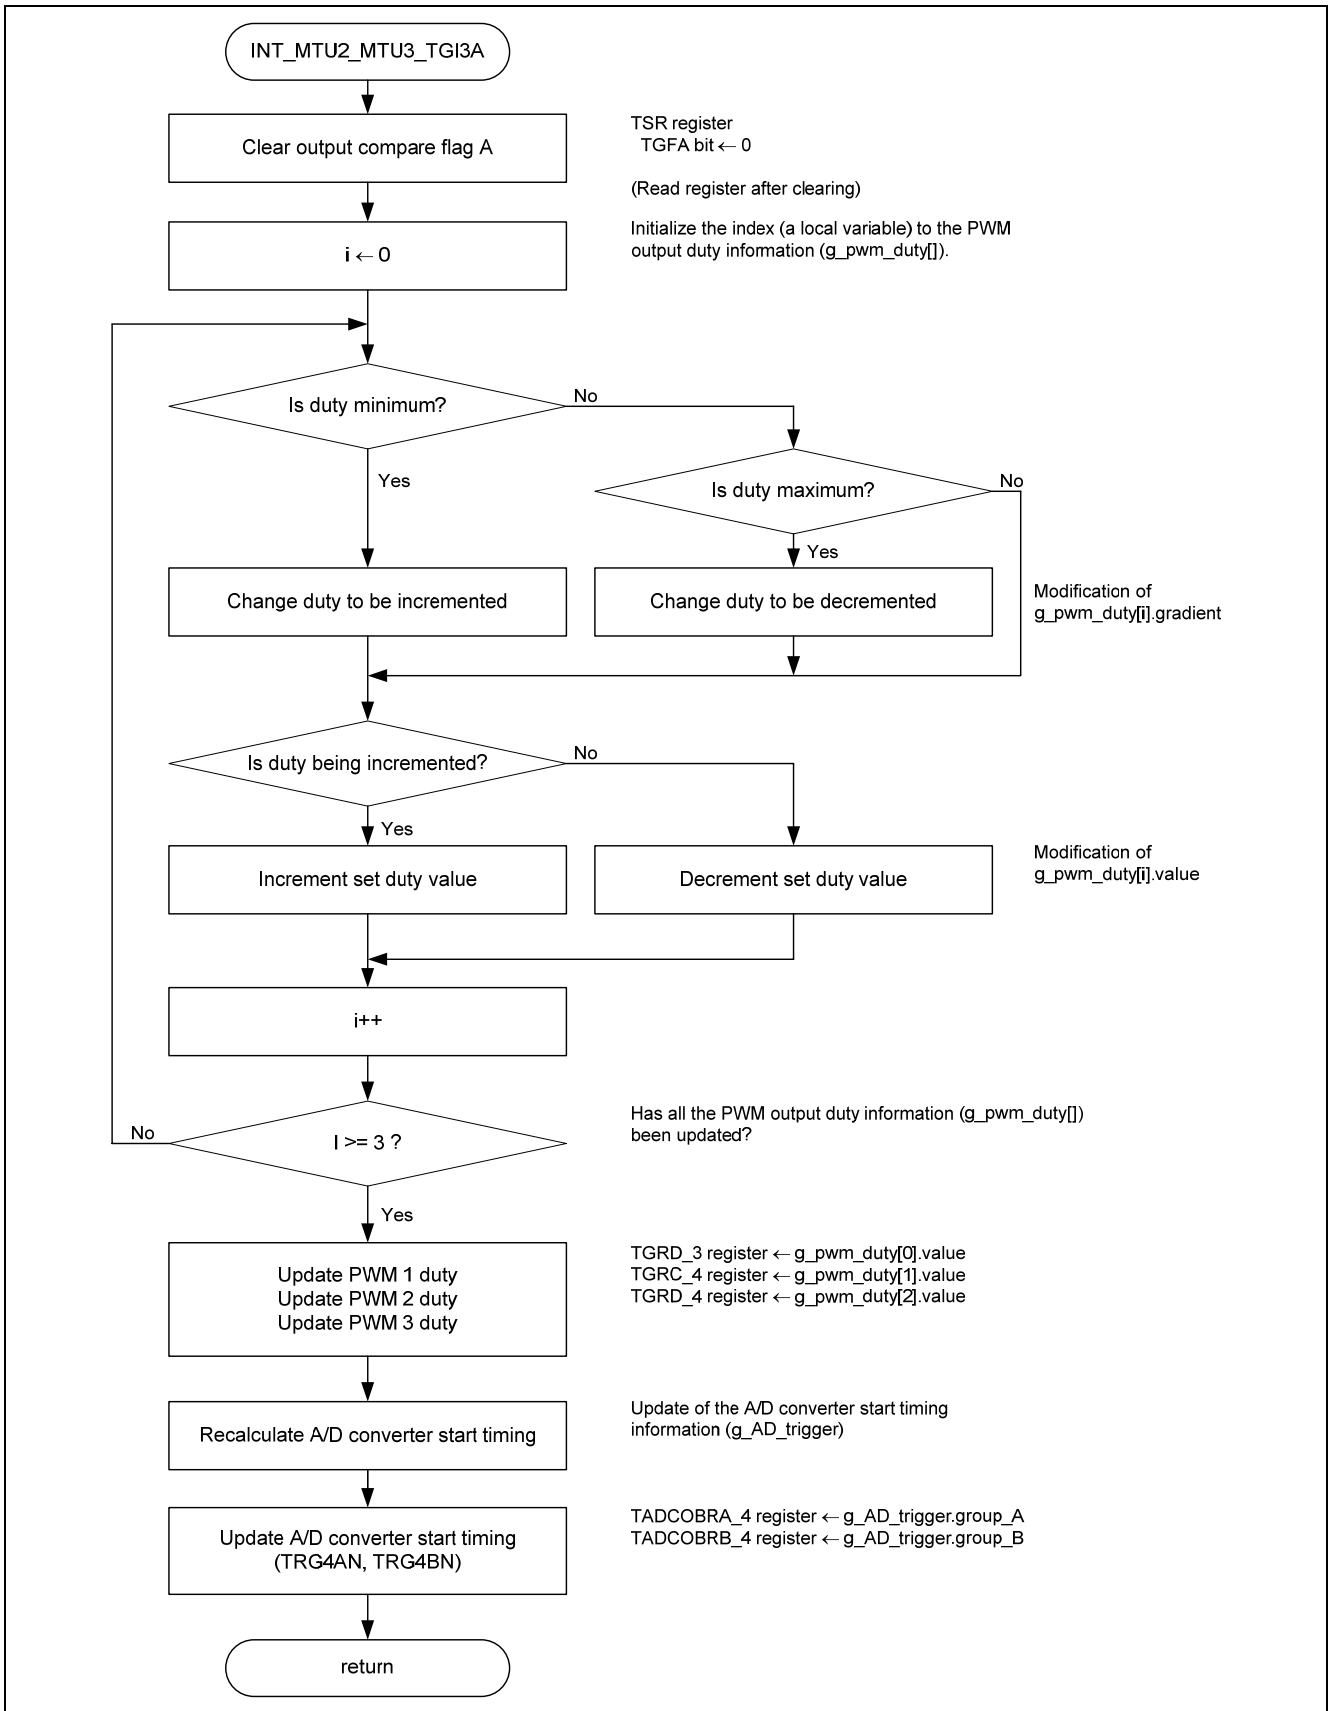 INT_MTU2_MTU3_TGI3A
Clear output compare flag A
TSR register
TGFA bit ← 0
(Read register after clearing)
i ← 0
Initialize the index (a local variable) to the PWM
output duty information (g_pwm_duty[]).
Is duty minimum?
No
Yes
Is duty maximum?
No
Yes
Change duty to be incremented
Change duty to be decremented
Modification of
g_pwm_duty[i].gradient
Is duty being incremented?
No
Yes
Increment set duty value
Decrement set duty value
Modification of
g_pwm_duty[i].value
i++
I >= 3 ?
No
Yes
Has all the PWM output duty information (g_pwm_duty[])
been updated?
Update PWM 1 duty
Update PWM 2 duty
Update PWM 3 duty
TGRD_3 register ← g_pwm_duty[0].value
TGRC_4 register ← g_pwm_duty[1].value
TGRD_4 register ← g_pwm_duty[2].value
Recalculate A/D converter start timing
Update of the A/D converter start timing
information (g_AD_trigger)
Update A/D converter start timing
(TRG4AN, TRG4BN)
TADCOBRA_4 register ← g_AD_trigger.group_A
TADCOBRB_4 register ← g_AD_trigger.group_B
return